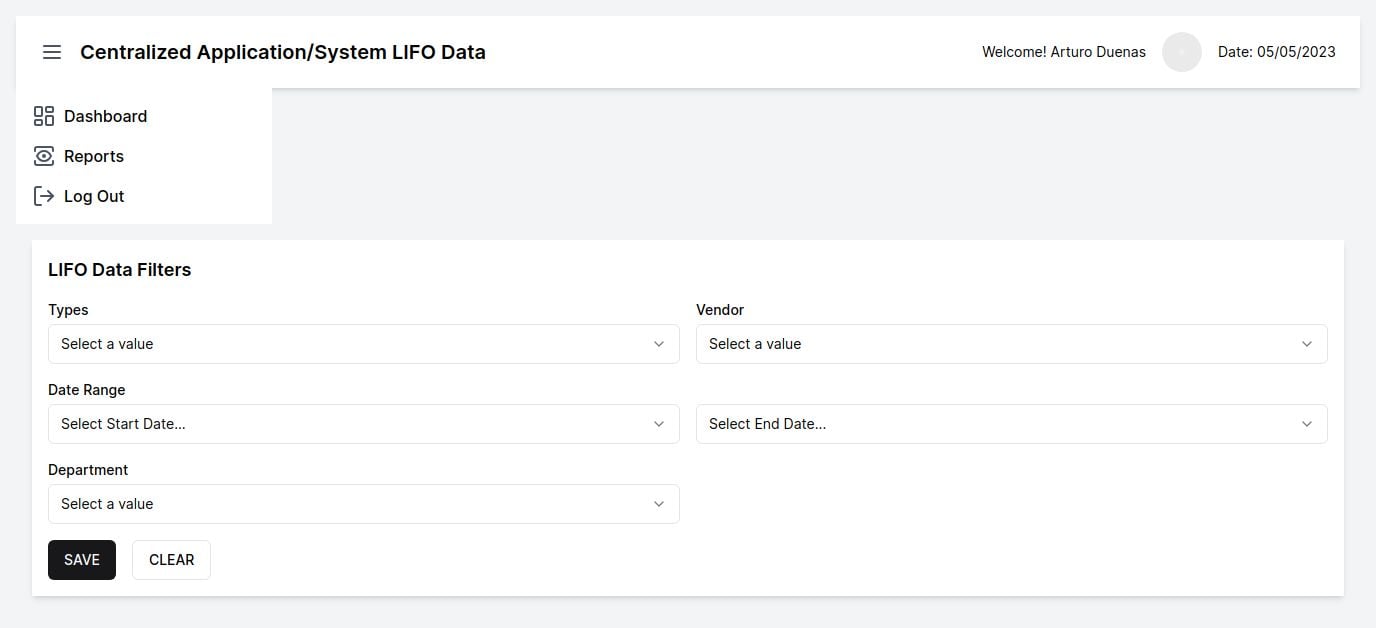 Centralized Application/System LIFO Data
Welcome! Arturo Duenas
Date: 05/05/2023
Dashboard
Reports
Log Out
LIFO Data Filters
Types
Vendor
Select a value
Select a value
Date Range
Select Start Date...
Select End Date...
Department
Select a value
SAVE
CLEAR